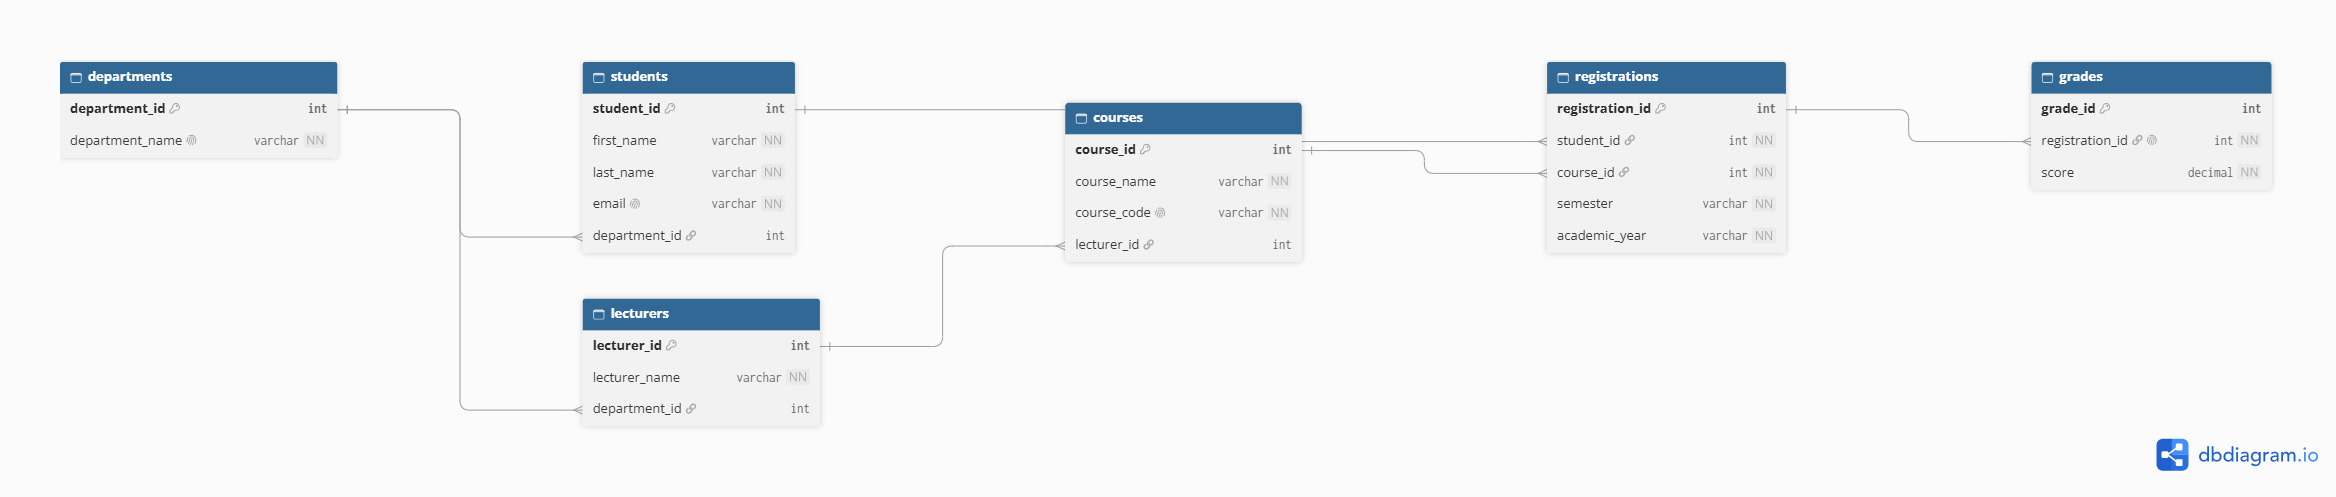 departments
department_id int
department_name varchar NN
students
student_id int
first_name varchar NN
last_name varchar NN
email varchar NN
department_id int
lecturers
lecturer_id int
lecturer_name varchar NN
department_id int
courses
course_id int
course_name varchar NN
course_code varchar NN
lecturer_id int
registrations
registration_id int
student_id int NN
course_id int NN
semester varchar NN
academic_year varchar NN
grades
grade_id int
registration_id int NN
score decimal NN
dbdiagram.io